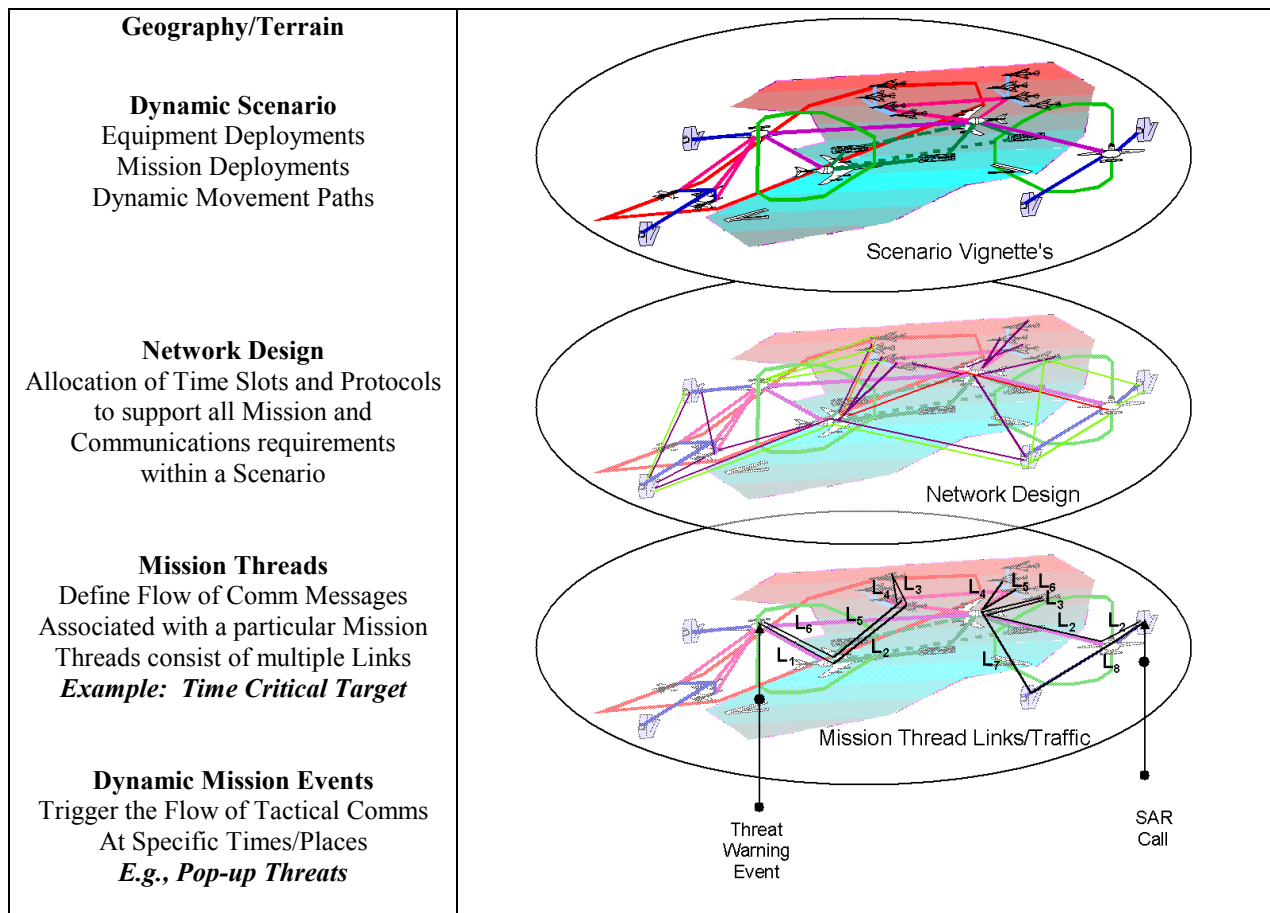 Geography/Terrain
Dynamic Scenario
Equipment Deployments
Mission Deployments
Dynamic Movement Paths
Scenario Vignette's
Network Design
Allocation of Time Slots and Protocols
to support all Mission and
Communications requirements
within a Scenario
Network Design
Mission Threads
Define Flow of Comm Messages
Associated with a particular Mission
Threads consist of multiple Links
Example: Time Critical Target
L4
L3
L4
L5
L6
L3
L6
L5
L2
L2
L1
L2
L7
L8
Mission Thread Links/Traffic
Dynamic Mission Events
Trigger the Flow of Tactical Comms
At Specific Times/Places
E.g., Pop-up Threats
Threat
Warning
Event
SAR
Call